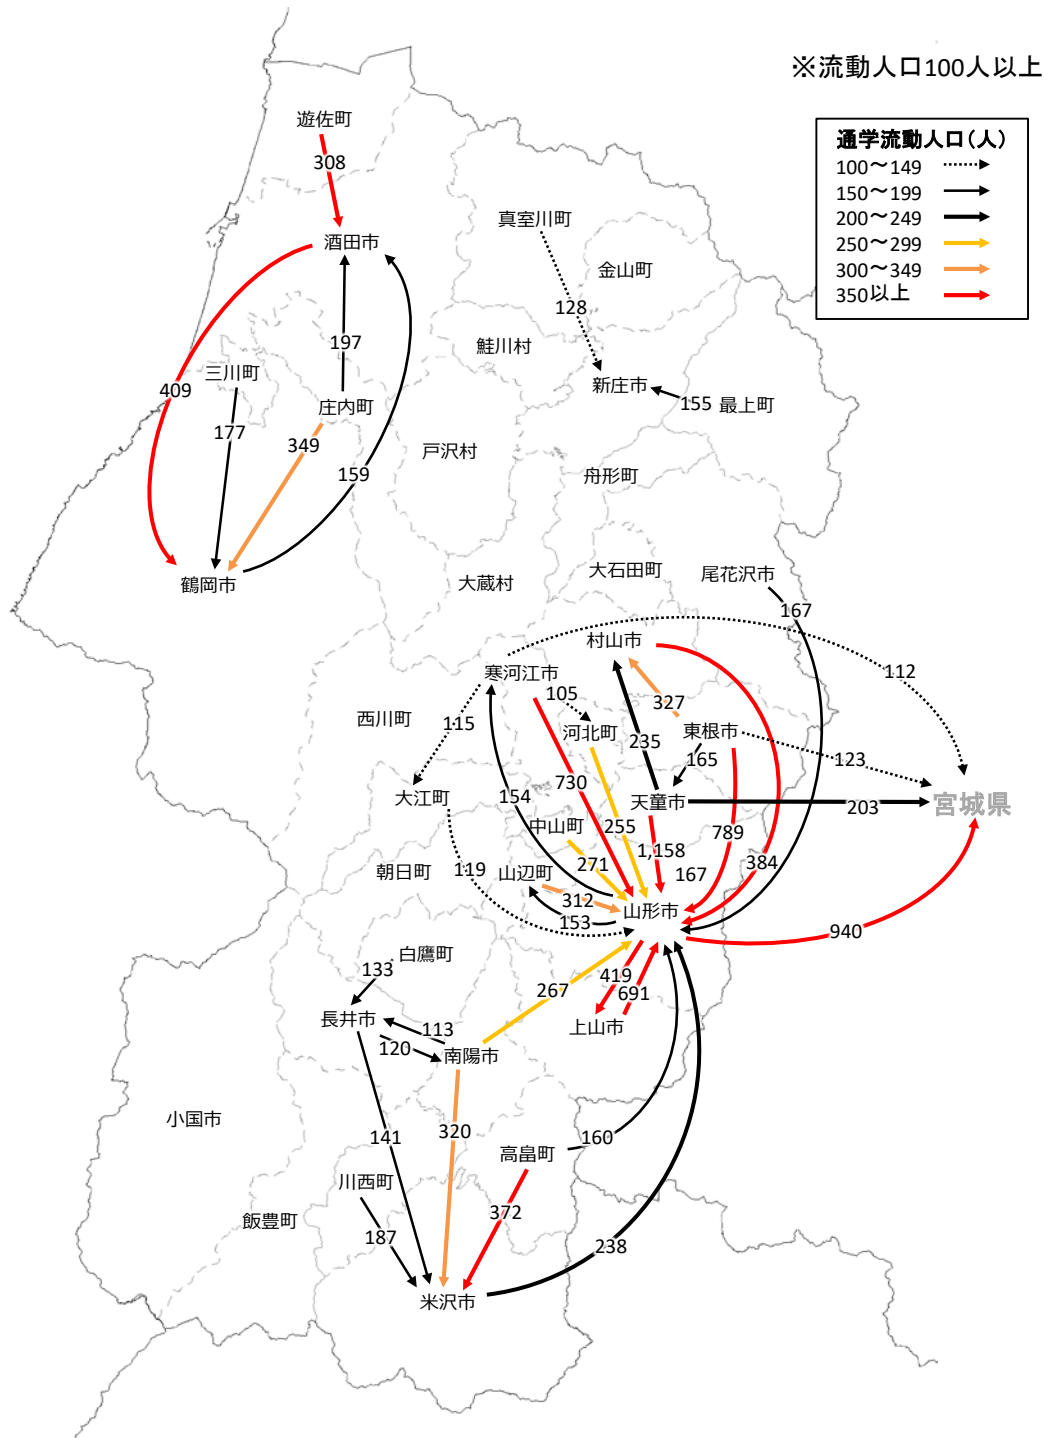 ※流動人口100人以上
通学流動人口(人)
100～149
150～199
200～249
250～299
300～349
350以上
遊佐町
308
酒田市
真室川町
金山町
128
197
鮭川村
三川町
409
新庄市
155
最上町
庄内町
177
349
戸沢村
159
舟形町
鶴岡市
大蔵村
大石田町
尾花沢市
167
村山市
寒河江市
112
105
327
西川町
115
河北町
235
東根市
165
123
730
大江町
154
天童市
203
宮城県
中山町
255
789
1,158
271
384
朝日町
119
山辺町
167
312
山形市
153
940
白鷹町
133
419
267
691
長井市
113
上山市
120
南陽市
小国市
141
320
160
高畠町
川西町
372
飯豊町
187
238
米沢市